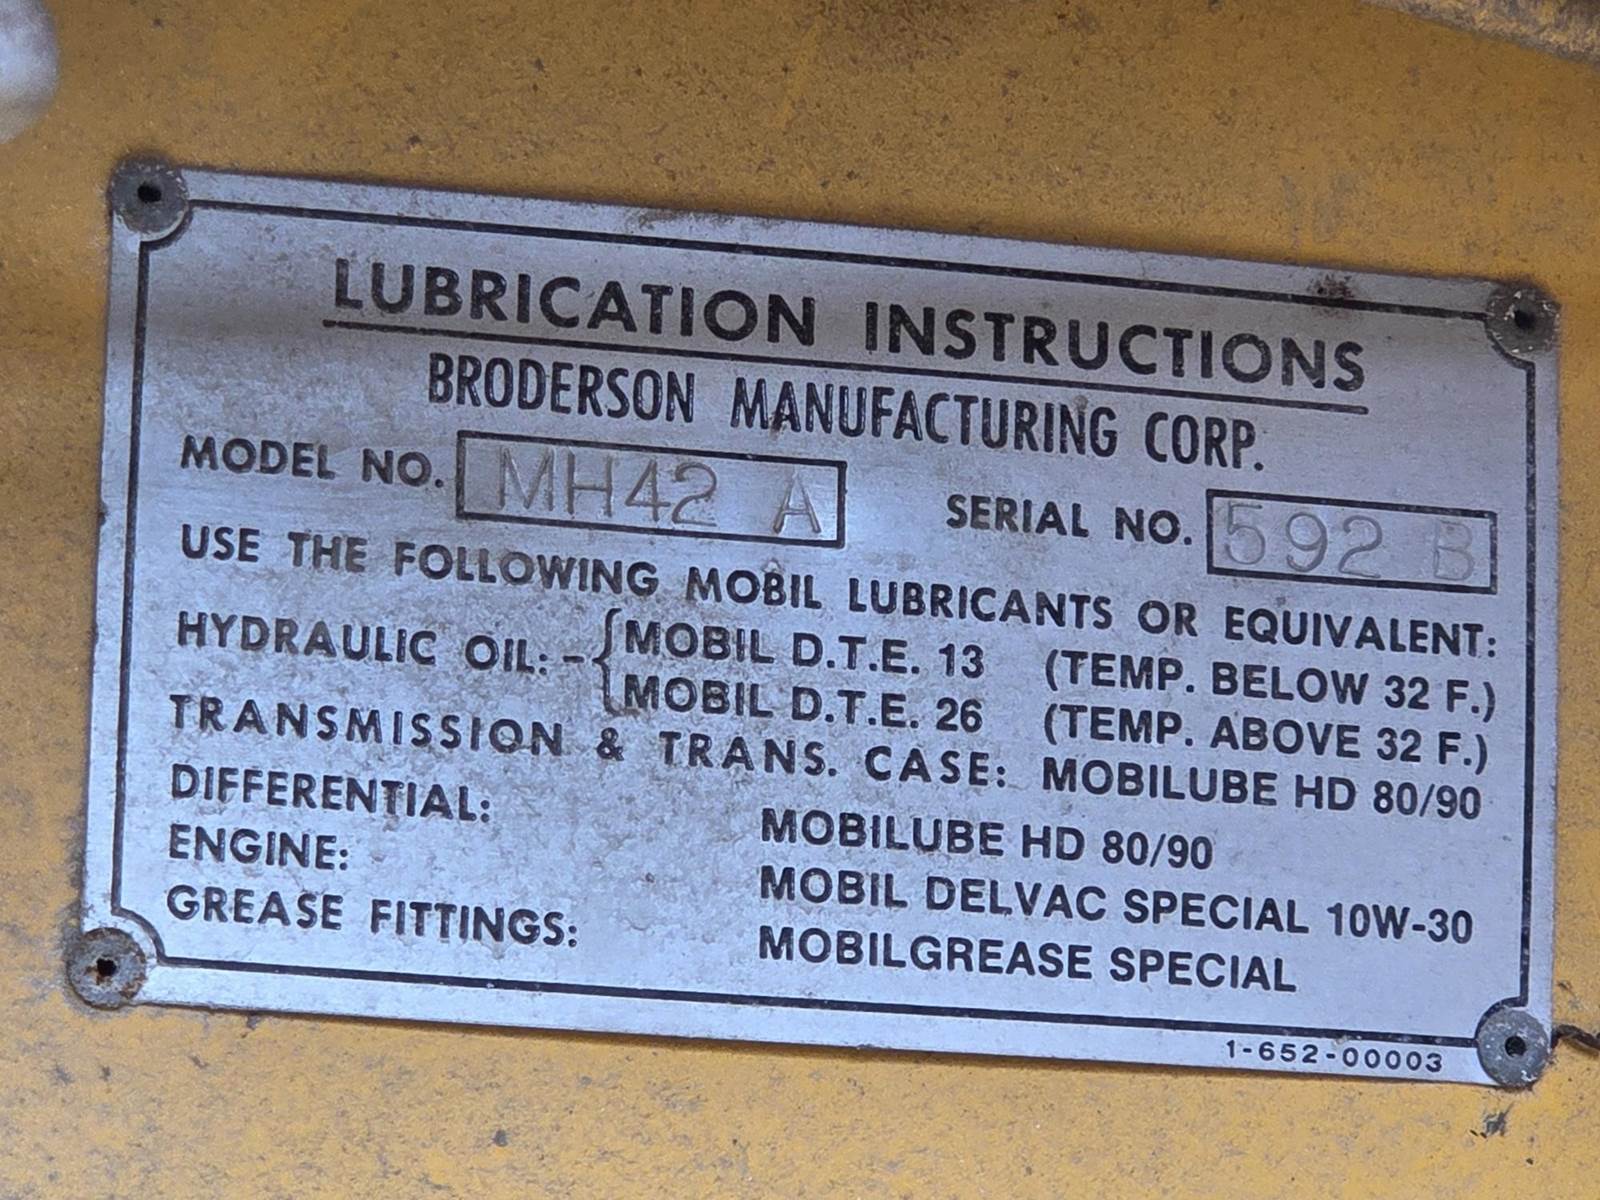 LUBRICATION INSTRUCTIONS
BRODERSON MANUFACTURING CORP.
MODEL NO. MH42 A SERIAL NO. 592 B
USE THE FOLLOWING MOBIL LUBRICANTS OR EQUIVALENT:
HYDRAULIC OIL:-{MOBIL D.T.E. 13 (TEMP. BELOW 32 F.)
MOBIL D.T.E. 26 (TEMP. ABOVE 32 F.)
TRANSMISSION & TRANS. CASE: MOBILUBE HD 80/90
DIFFERENTIAL: MOBILUBE HD 80/90
ENGINE: MOBIL DELVAC SPECIAL 10W-30
GREASE FITTINGS: MOBILGREASE SPECIAL
1-652-00003